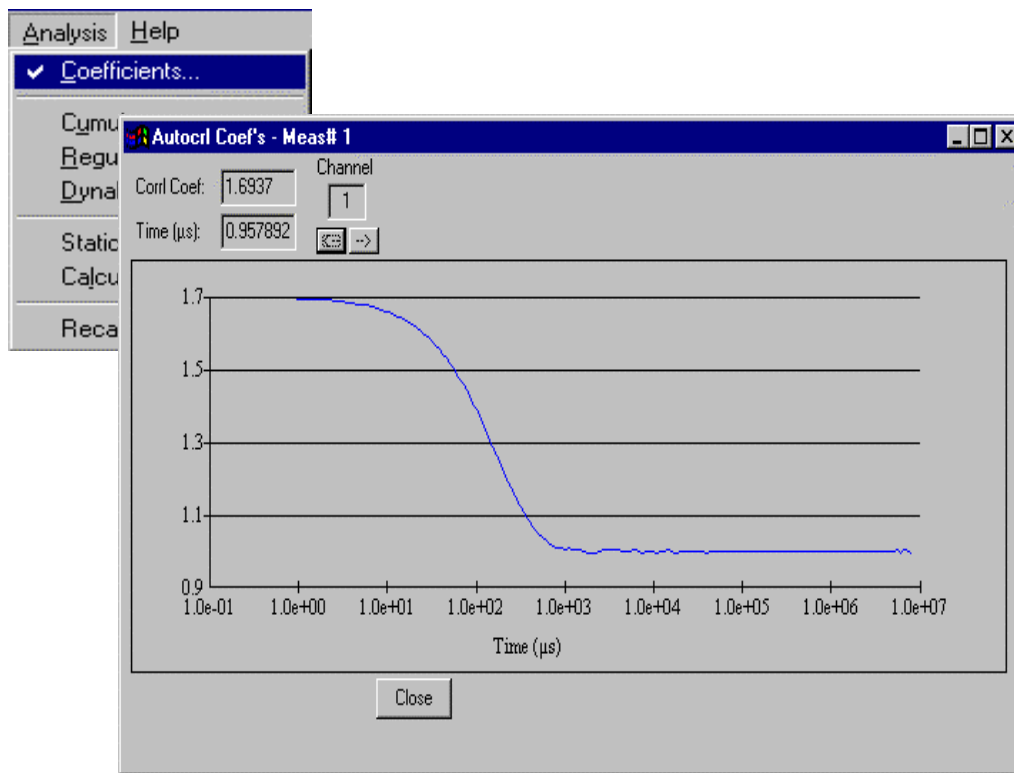 Analysis Help
Coefficients...
Cumu
Regu
Dynal
Static
Calcu
Reca
Autocrl Coef's - Meas# 1
Corrl Coef: 1.6937
Channel
1
Time (µs): 0.957892
<-- -->
1.7
1.5
1.3
1.1
0.9
1.0e-01 1.0e+00 1.0e+01 1.0e+02 1.0e+03 1.0e+04 1.0e+05 1.0e+06 1.0e+07
Time (µs)
Close